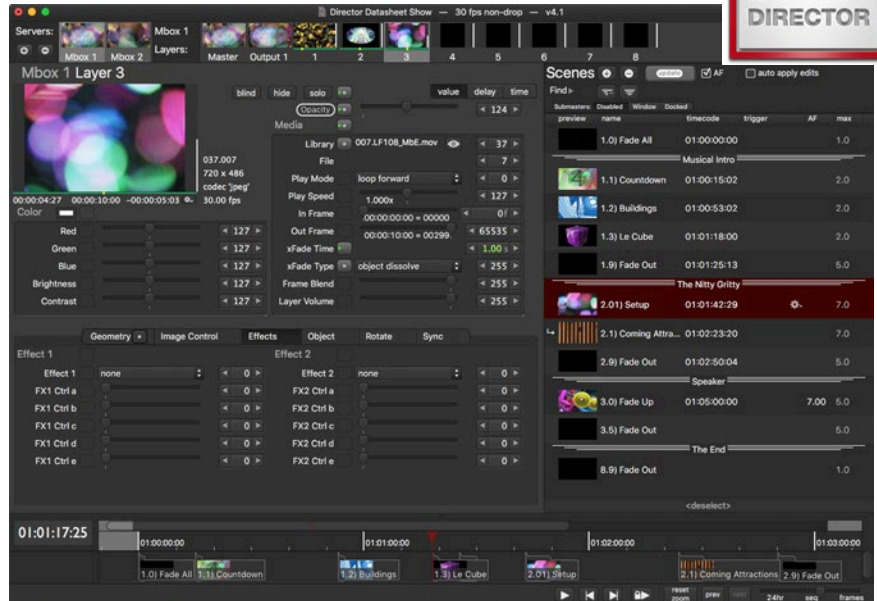 Director Datasheet Show — 30 fps non-drop — v4.1
DIRECTOR
Servers:
Mbox 1
Layers:
Mbox 1 Mbox 2 Master Output 1 1 2 3 4 5 6 7 8
Mbox 1 Layer 3
blind hide solo value delay time
Opacity 124
Media
Library 007.LF108_MbE.mov 37
File 7
Play Mode loop forward 0
Play Speed 1.000x 127
In Frame 00:00:00:00 = 00000 0f
Out Frame 00:00:10:00 = 00299. 65535
xFade Time 1.00 s
xFade Type object dissolve 255
Frame Blend 255
Layer Volume 255
037.007
720 x 486
codec 'jpeg'
30.00 fps
00:00:04:27 00:00:10:00 -00:00:05:03
Color
Red 127
Green 127
Blue 127
Brightness 127
Contrast 127
Geometry Image Control Effects Object Rotate Sync
Effect 1 Effect 2
Effect 1 none 0 Effect 2 none 0
FX1 Ctrl a 0 FX2 Ctrl a 0
FX1 Ctrl b 0 FX2 Ctrl b 0
FX1 Ctrl c 0 FX2 Ctrl c 0
FX1 Ctrl d 0 FX2 Ctrl d 0
FX1 Ctrl e 0 FX2 Ctrl e 0
Scenes update AF auto apply edits
Find
Submasters: Disabled Window Docked
preview name timecode trigger AF max
1.0) Fade All 01:00:00:00 1.0
Musical Intro
1.1) Countdown 01:00:15:02 2.0
1.2) Buildings 01:00:53:02 2.0
1.3) Le Cube 01:01:18:00 2.0
1.9) Fade Out 01:01:25:13 5.0
The Nitty Gritty
2.01) Setup 01:01:42:29 7.0
2.1) Coming Attra... 01:02:23:20 7.0
2.9) Fade Out 01:02:50:04 5.0
Speaker
3.0) Fade Up 01:05:00:00 7.00 5.0
3.5) Fade Out 5.0
The End
8.9) Fade Out 1.0
<deselect>
01:01:17:25
01:00:00:00 01:01:00:00 01:02:00:00 01:03:00:00
1.0) Fade All 1.1) Countdown 1.2) Buildings 1.3) Le Cube 2.01) Setup 2.1) Coming Attractions 2.9) Fade Out
reset zoom prev next 24hr seq frames